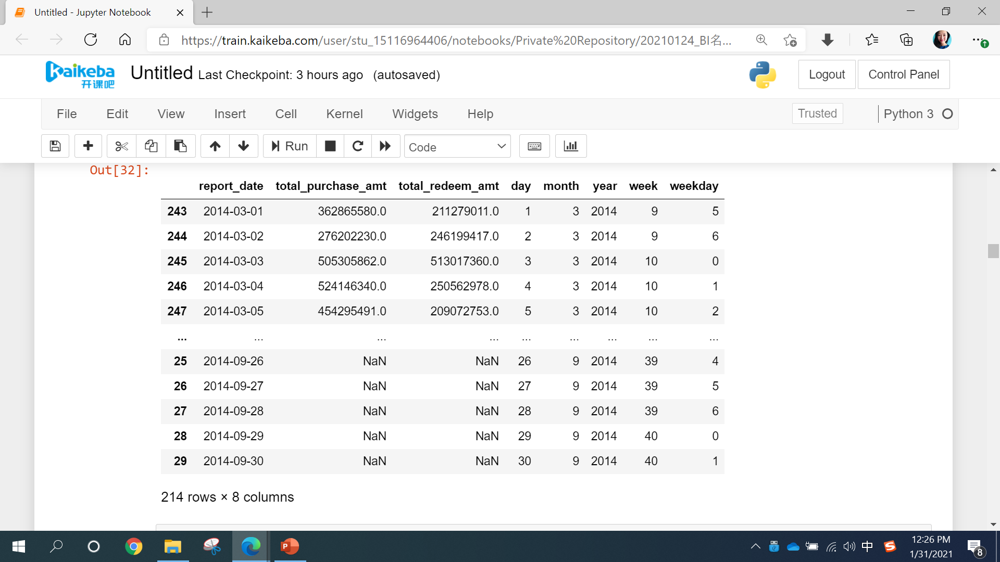 Untitled - Jupyter Notebook
https://train.kaikeba.com/user/stu_15116964406/notebooks/Private%20Repository/20210124_BI名...
Kaikeba
开课吧
Untitled Last Checkpoint: 3 hours ago (autosaved)
Logout
Control Panel
File Edit View Insert Cell Kernel Widgets Help
Trusted
Python 3
Run
Code
Out[32]:
report_date total_purchase_amt total_redeem_amt day month year week weekday
243 2014-03-01 362865580.0 211279011.0 1 3 2014 9 5
244 2014-03-02 276202230.0 246199417.0 2 3 2014 9 6
245 2014-03-03 505305862.0 513017360.0 3 3 2014 10 0
246 2014-03-04 524146340.0 250562978.0 4 3 2014 10 1
247 2014-03-05 454295491.0 209072753.0 5 3 2014 10 2
... ... ... ... ... ... ... ... ...
25 2014-09-26 NaN NaN 26 9 2014 39 4
26 2014-09-27 NaN NaN 27 9 2014 39 5
27 2014-09-28 NaN NaN 28 9 2014 39 6
28 2014-09-29 NaN NaN 29 9 2014 40 0
29 2014-09-30 NaN NaN 30 9 2014 40 1
214 rows × 8 columns
P
中
S
12:26 PM
1/31/2021
8